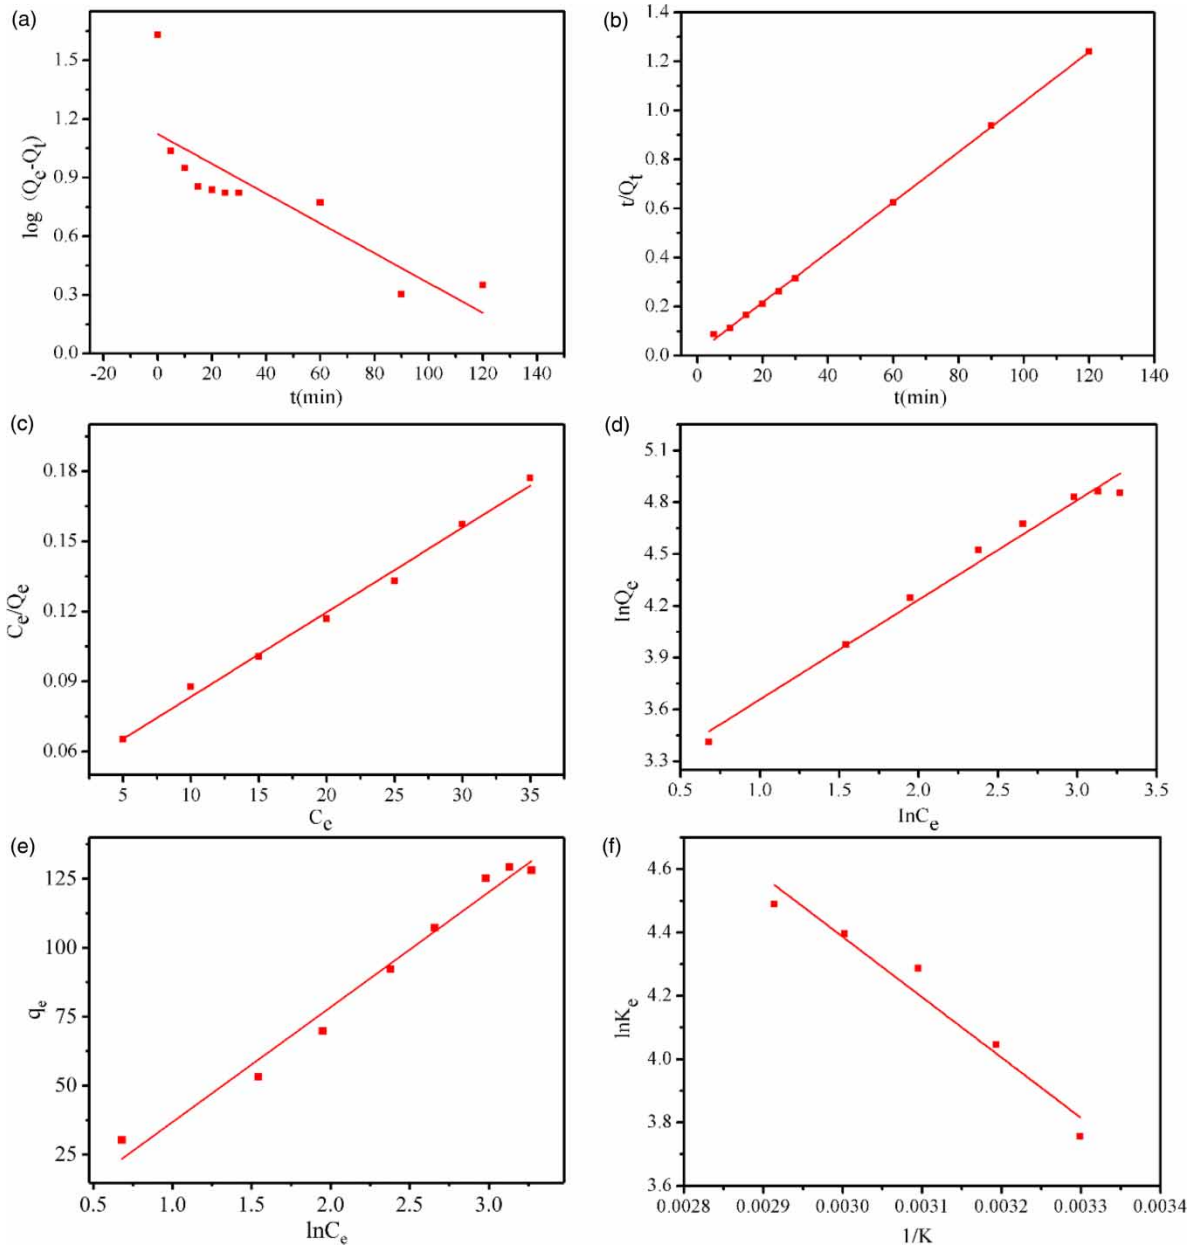 (a)
1.5
1.2
0.9
0.6
0.3
0.0
log （Qe-Qt）
-20 0 20 40 60 80 100 120 140
t(min)
(b)
1.4
1.2
1.0
0.8
0.6
0.4
0.2
0.0
t/Qt
0 20 40 60 80 100 120 140
t(min)
(c)
0.18
0.15
0.12
0.09
0.06
Ce/Qe
5 10 15 20 25 30 35
Ce
(d)
5.1
4.8
4.5
4.2
3.9
3.6
3.3
lnQe
0.5 1.0 1.5 2.0 2.5 3.0 3.5
lnCe
(e)
125
100
75
50
25
qe
0.5 1.0 1.5 2.0 2.5 3.0
lnCe
(f)
4.6
4.4
4.2
4.0
3.8
3.6
lnKe
0.0028 0.0029 0.0030 0.0031 0.0032 0.0033 0.0034
1/K